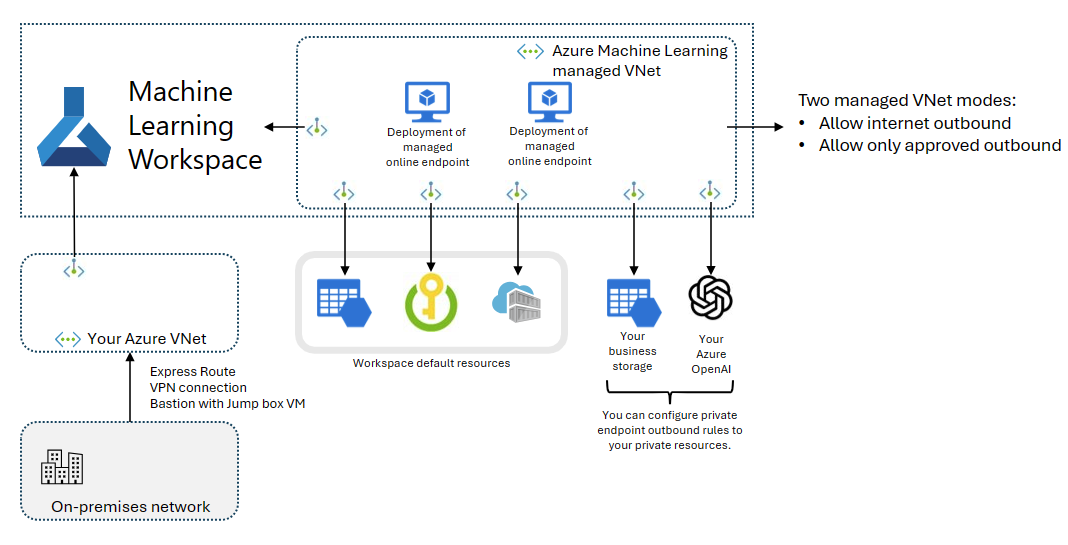 Machine
Learning
Workspace
Azure Machine Learning
managed VNet
Deployment of
managed
online endpoint
Deployment of
managed
online endpoint
Two managed VNet modes:
• Allow internet outbound
• Allow only approved outbound
Your Azure VNet
Express Route
VPN connection
Bastion with Jump box VM
On-premises network
Workspace default resources
Your
business
storage
Your
Azure
OpenAI
You can configure private
endpoint outbound rules to
your private resources.